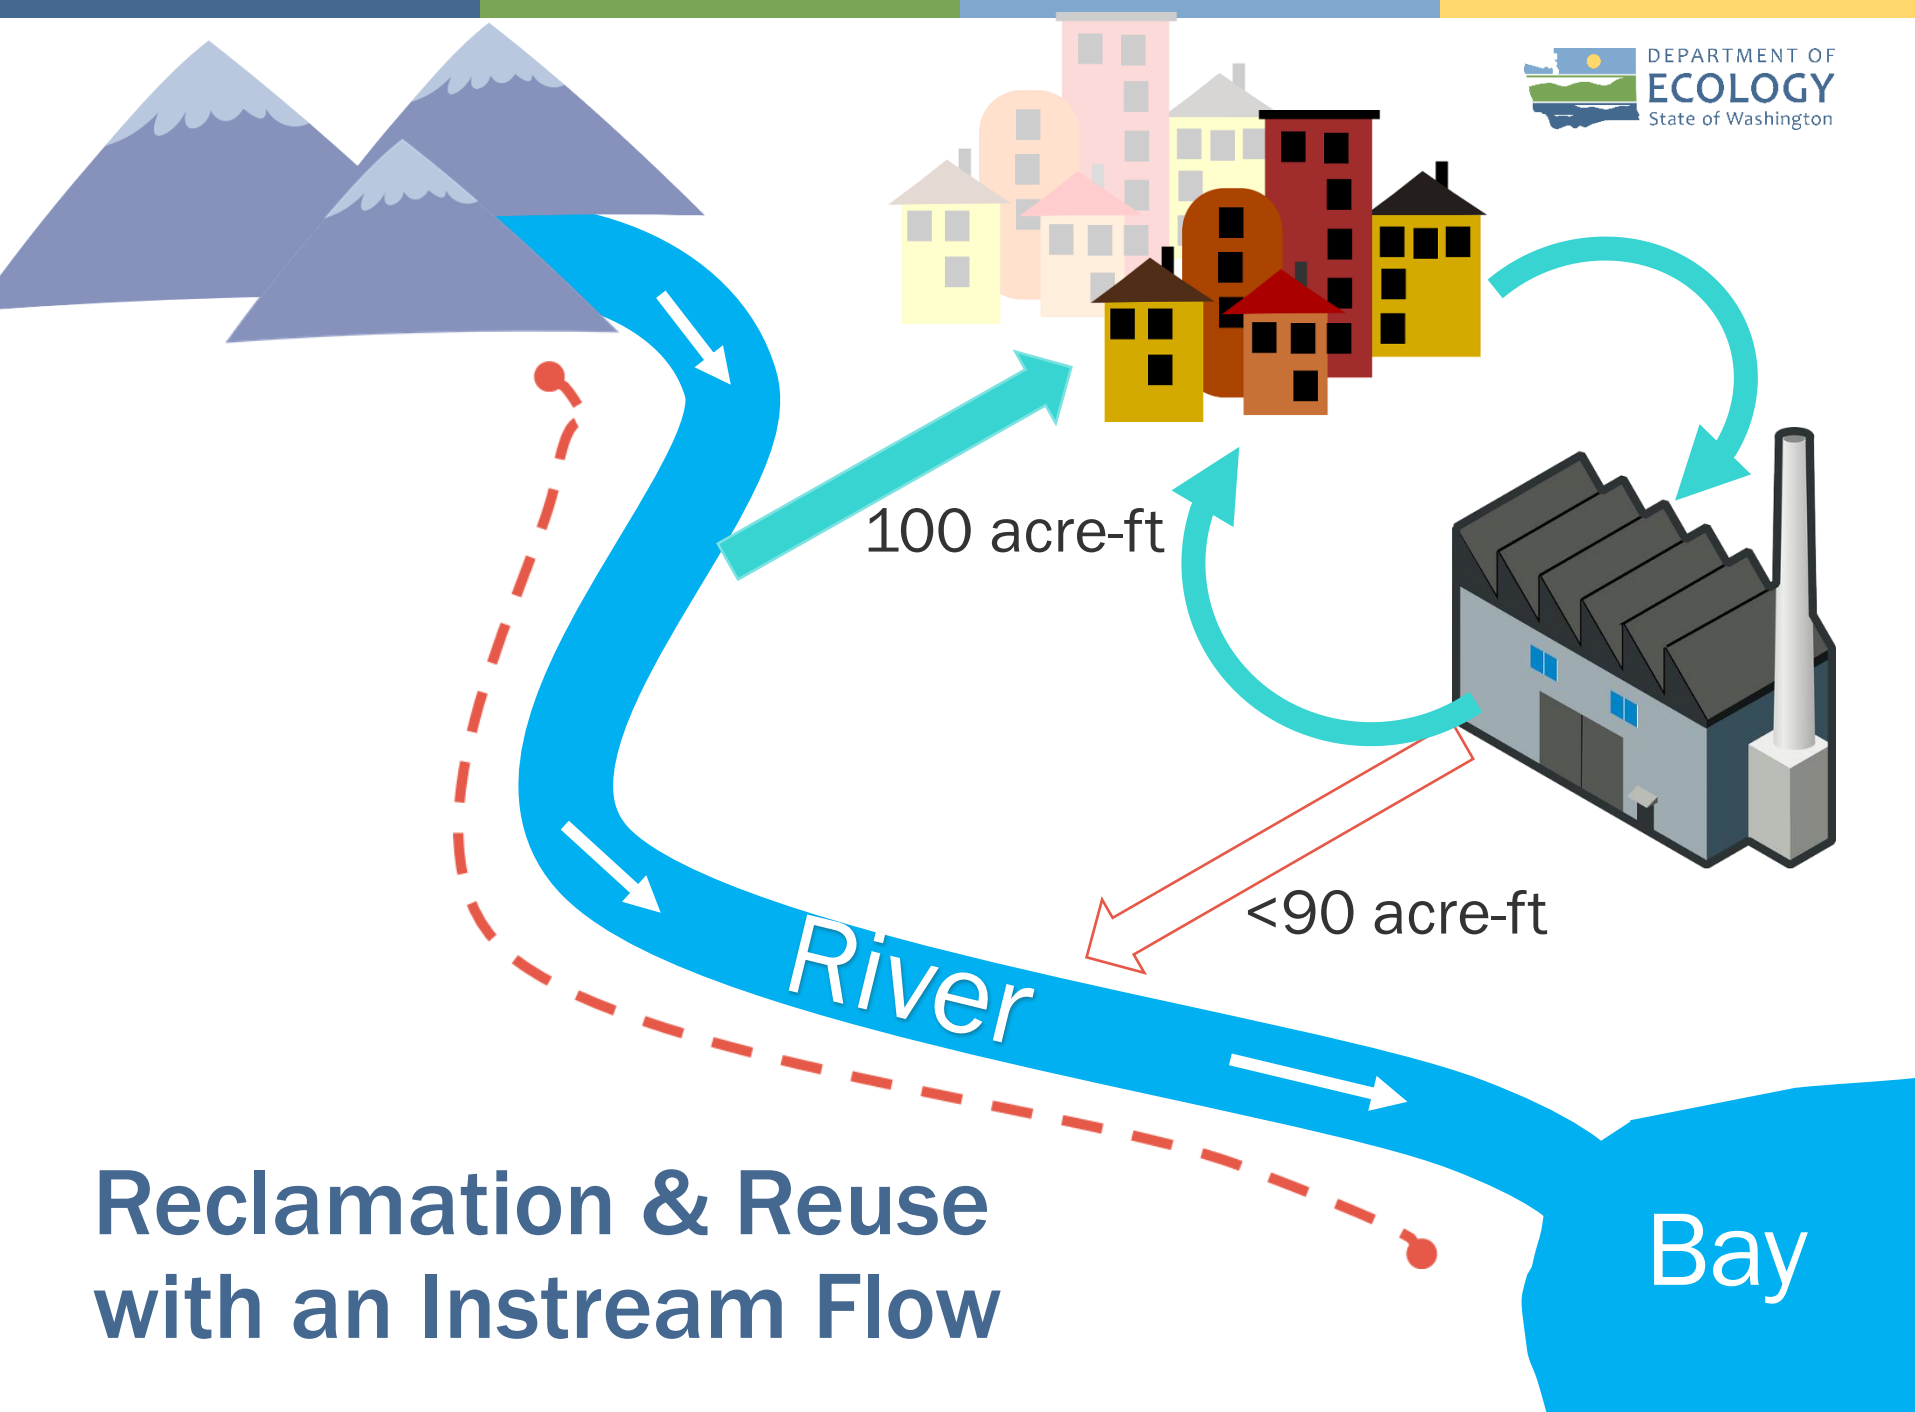 DEPARTMENT OF
ECOLOGY
State of Washington
100 acre-ft
<90 acre-ft
River
Bay
Reclamation & Reuse
with an Instream Flow